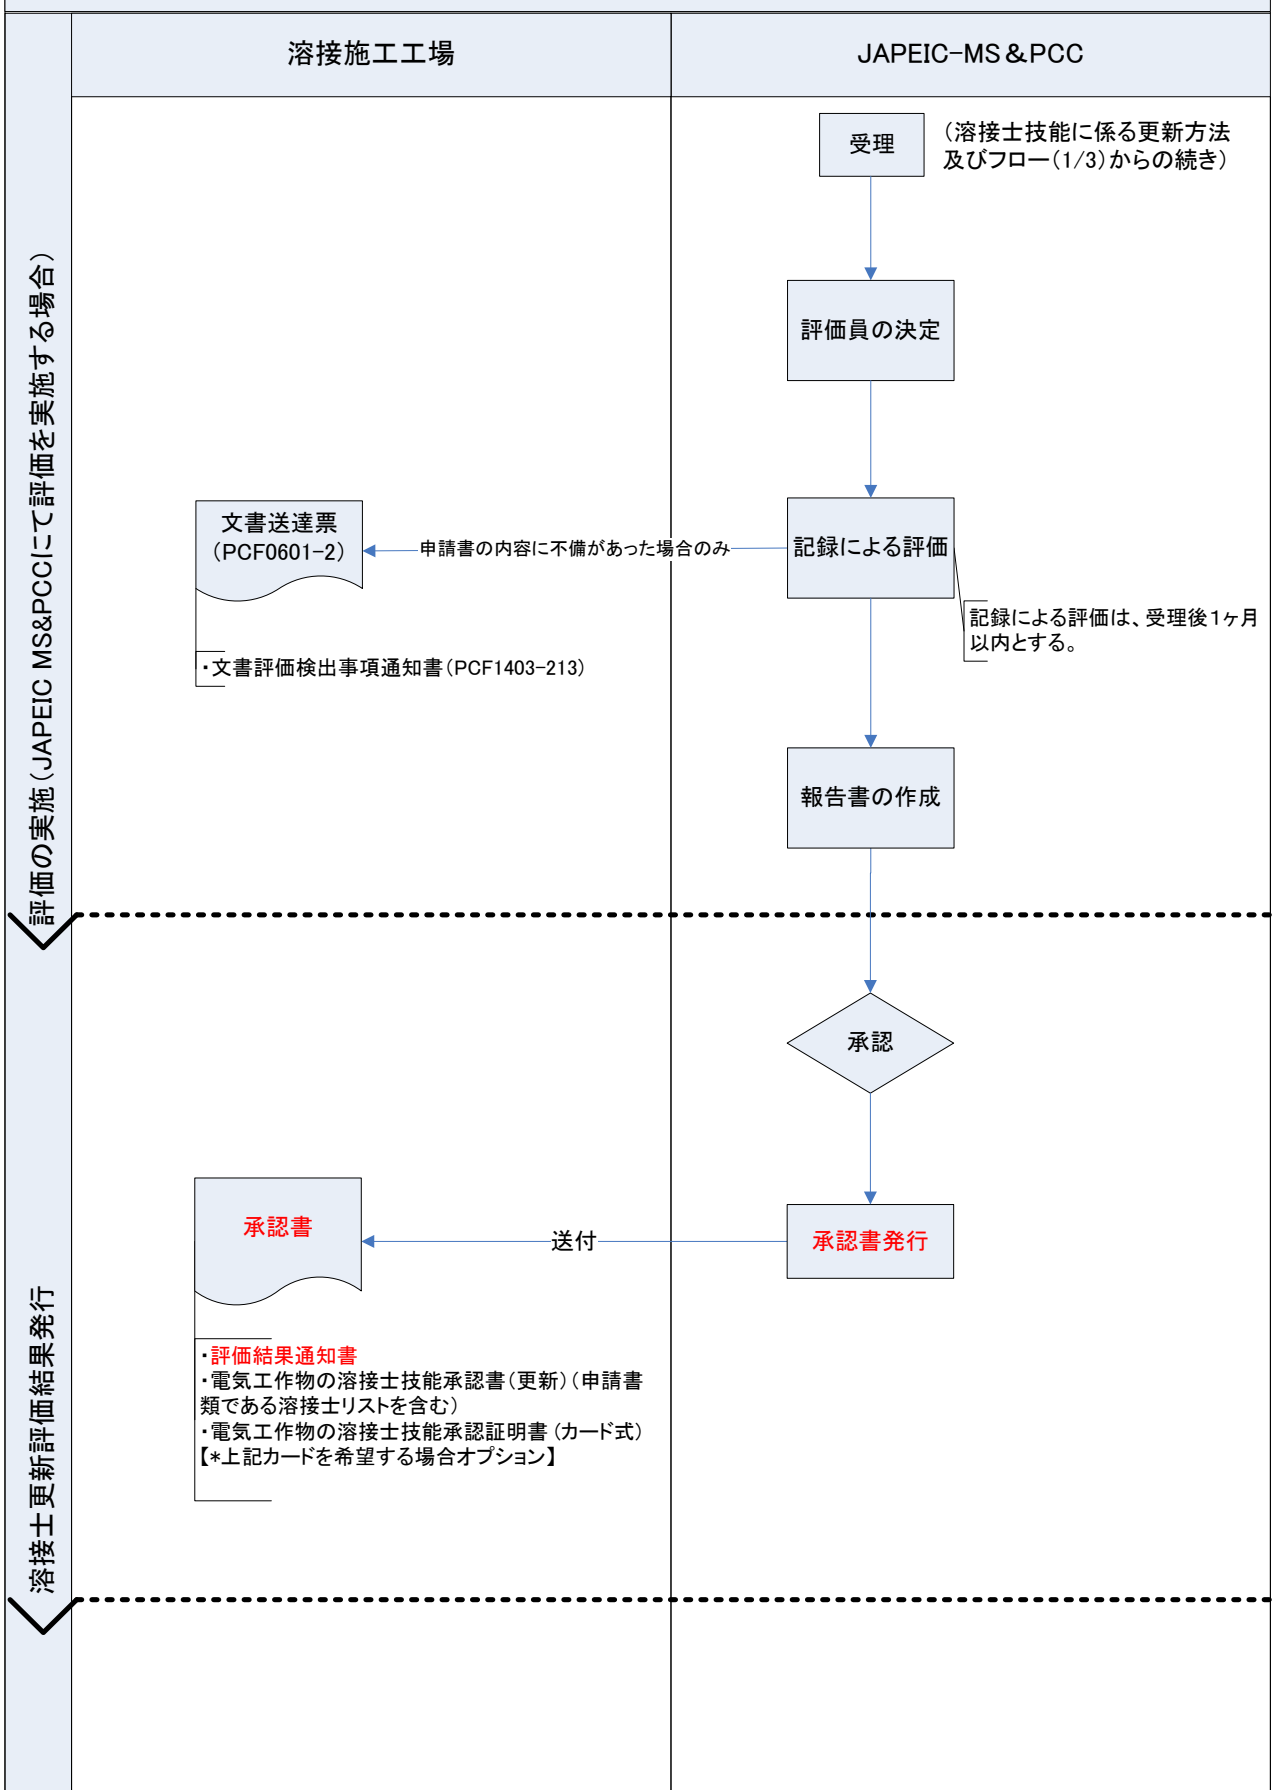 溶接施工工場
JAPEIC-MS&PCC
受理
（溶接士技能に係る更新方法
及びフロー（1/3）からの続き）
評価の実施（JAPEIC MS&PCCにて評価を実施する場合）
評価員の決定
文書送達票
（PCF0601-2）
申請書の内容に不備があった場合のみ
記録による評価
記録による評価は、受理後１ヶ月
以内とする。
・文書評価検出事項通知書（PCF1403-213）
報告書の作成
承認
溶接士更新評価結果発行
承認書
送付
承認書発行
・評価結果通知書
・電気工作物の溶接士技能承認書（更新）（申請書
類である溶接士リストを含む）
・電気工作物の溶接士技能承認証明書（カード式）
【*上記カードを希望する場合オプション】